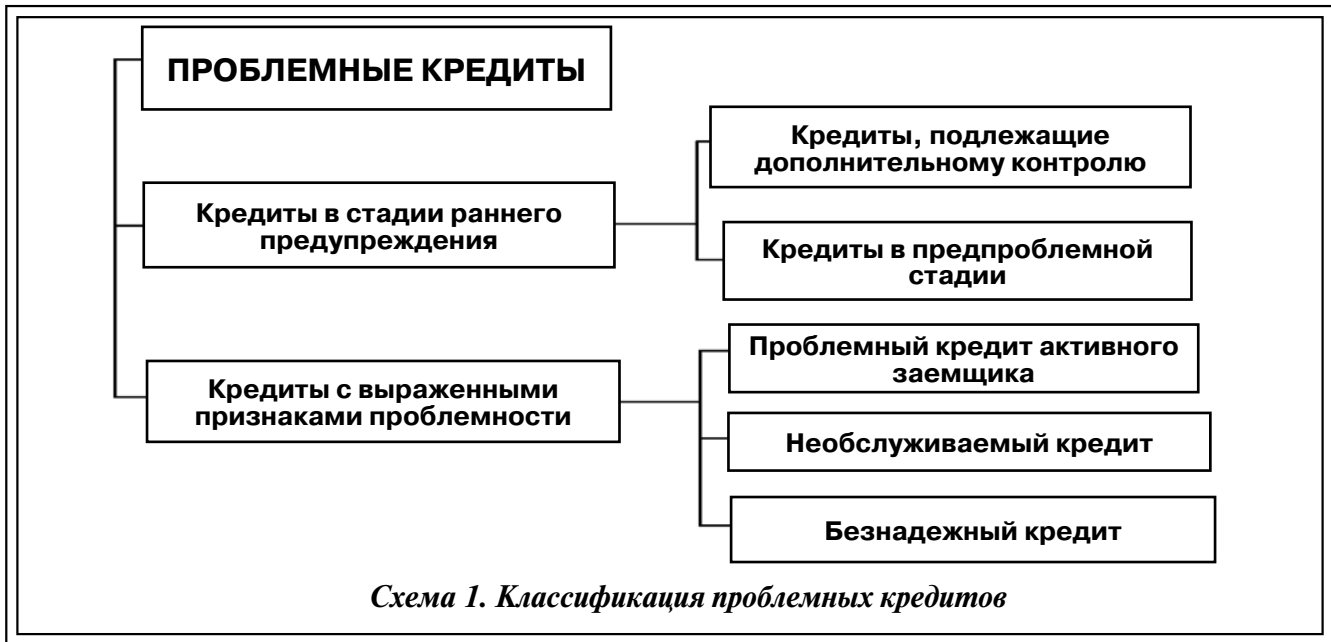 ПРОБЛЕМНЫЕ КРЕДИТЫ
Кредиты в стадии раннего
предупреждения
Кредиты, подлежащие
дополнительному контролю
Кредиты в предпроблемной
стадии
Кредиты с выраженными
признаками проблемности
Проблемный кредит активного
заемщика
Необслуживаемый кредит
Безнадежный кредит
Схема 1. Классификация проблемных кредитов